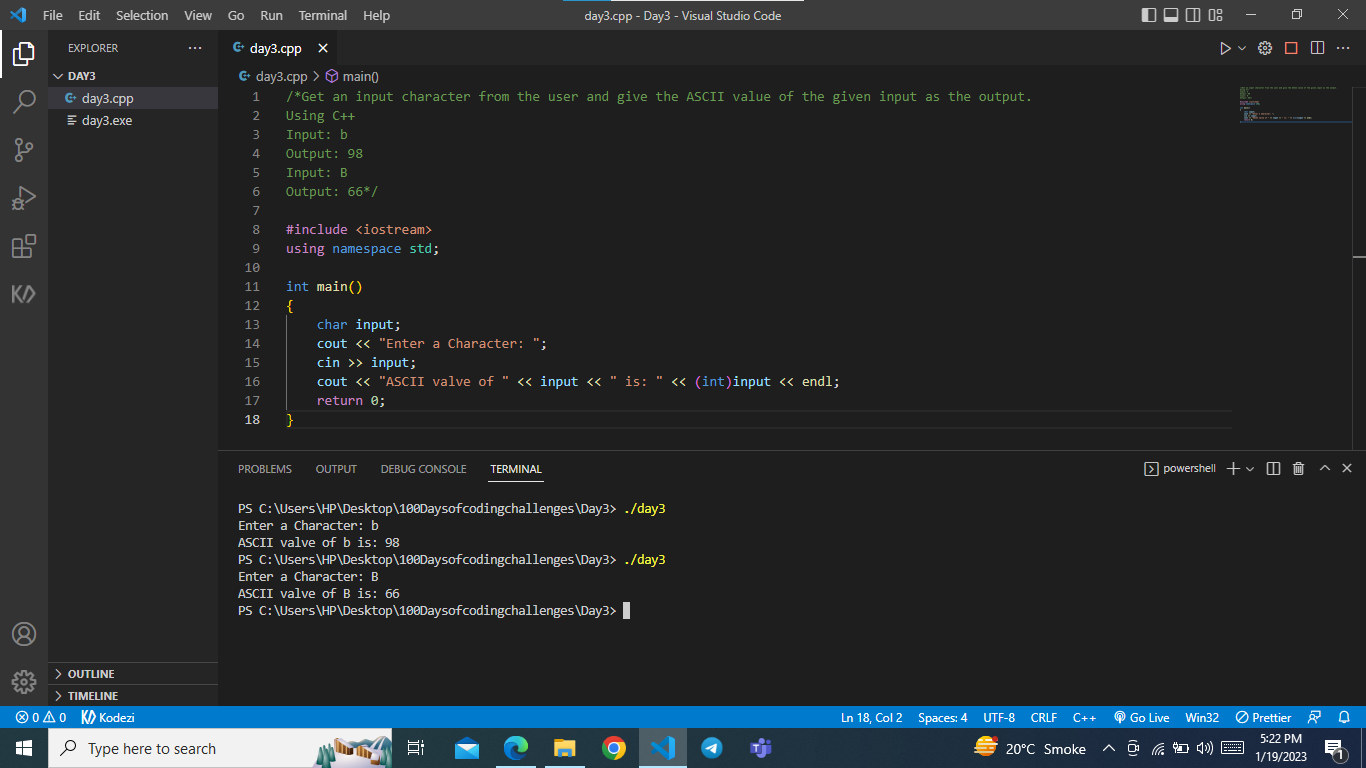 File Edit Selection View Go Run Terminal Help
day3.cpp - Day3 - Visual Studio Code
EXPLORER
DAY3
day3.cpp
day3.exe
OUTLINE
TIMELINE
day3.cpp
day3.cpp > main()
1 /*Get an input character from the user and give the ASCII value of the given input as the output.
2 Using C++
3 Input: b
4 Output: 98
5 Input: B
6 Output: 66*/
7
8 #include <iostream>
9 using namespace std;
10
11 int main()
12 {
13 char input;
14 cout << "Enter a Character: ";
15 cin >> input;
16 cout << "ASCII valve of " << input << " is: " << (int)input << endl;
17 return 0;
18 }
PROBLEMS OUTPUT DEBUG CONSOLE TERMINAL
powershell
PS C:\Users\HP\Desktop\100Daysofcodingchallenges\Day3> ./day3
Enter a Character: b
ASCII valve of b is: 98
PS C:\Users\HP\Desktop\100Daysofcodingchallenges\Day3> ./day3
Enter a Character: B
ASCII valve of B is: 66
PS C:\Users\HP\Desktop\100Daysofcodingchallenges\Day3>
0 0 Kodezi
Ln 18, Col 2 Spaces: 4 UTF-8 CRLF C++ Go Live Win32 Prettier
Type here to search
20°C Smoke
5:22 PM
1/19/2023
1